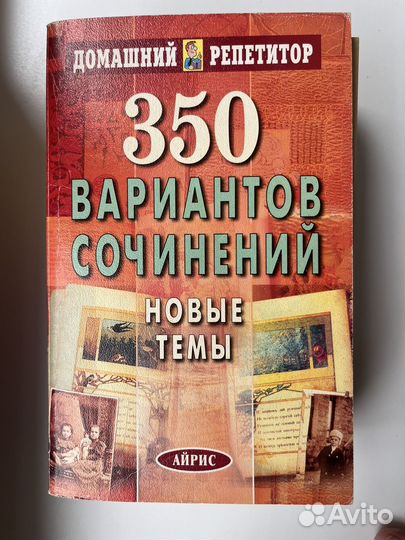 ДОМАШНИЙ РЕПЕТИТОР
350
ВАРИАНТОВ
СОЧИНЕНИЙ
НОВЫЕ
ТЕМЫ
АЙРИС
Avito